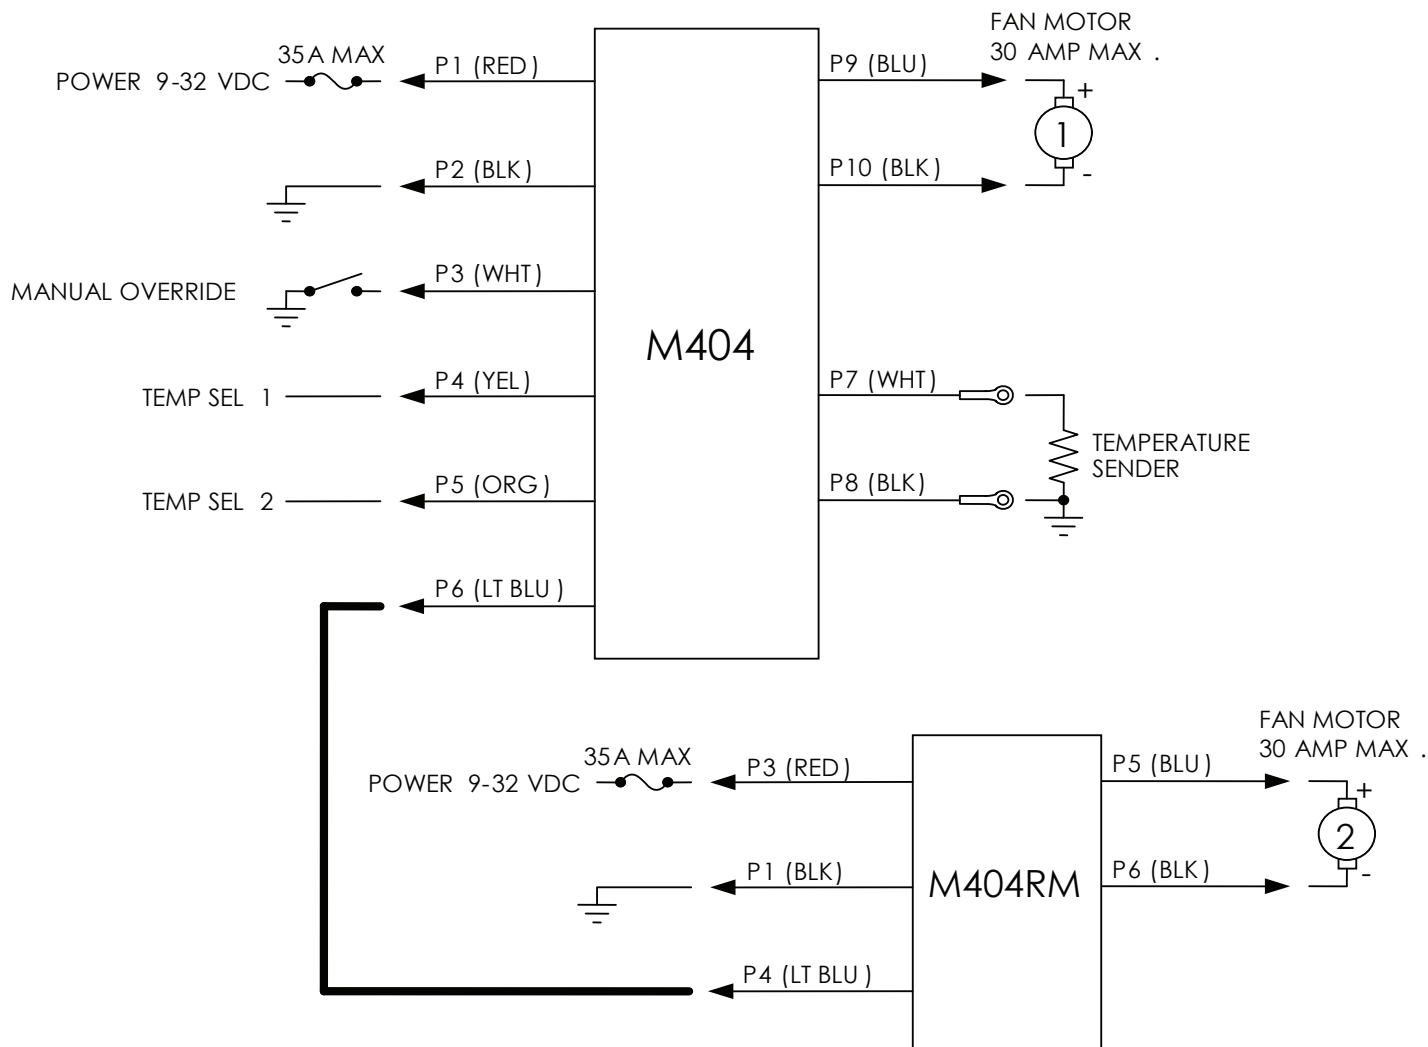 FAN MOTOR
30 AMP MAX .
35A MAX
POWER 9-32 VDC
P1 (RED)
P9 (BLU)
+
1
P2 (BLK)
P10 (BLK)
-
MANUAL OVERRIDE
P3 (WHT)
M404
TEMP SEL 1
P4 (YEL)
P7 (WHT)
TEMPERATURE
SENDER
TEMP SEL 2
P5 (ORG)
P8 (BLK)
P6 (LT BLU)
FAN MOTOR
30 AMP MAX .
35A MAX
POWER 9-32 VDC
P3 (RED)
P5 (BLU)
+
2
P1 (BLK)
M404RM
P6 (BLK)
-
P4 (LT BLU)